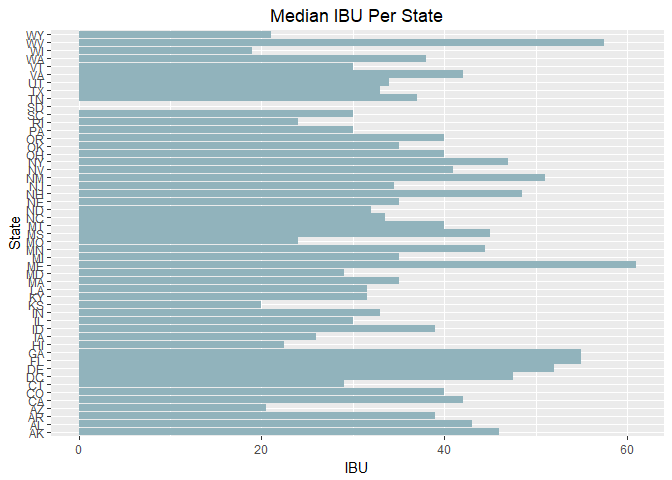 Median IBU Per State
WY
WV
WI
WA
VT
VA
UT
TX
TN
SD
SC
RI
PA
OR
OK
OH
NY
NV
NM
NJ
NH
NE
ND
NC
MT
MS
MO
MN
MI
ME
MD
MA
LA
KY
KS
IN
IL
ID
IA
HI
GA
FL
DE
DC
CT
CO
CA
AZ
AR
AL
AK
State
0 20 40 60
IBU